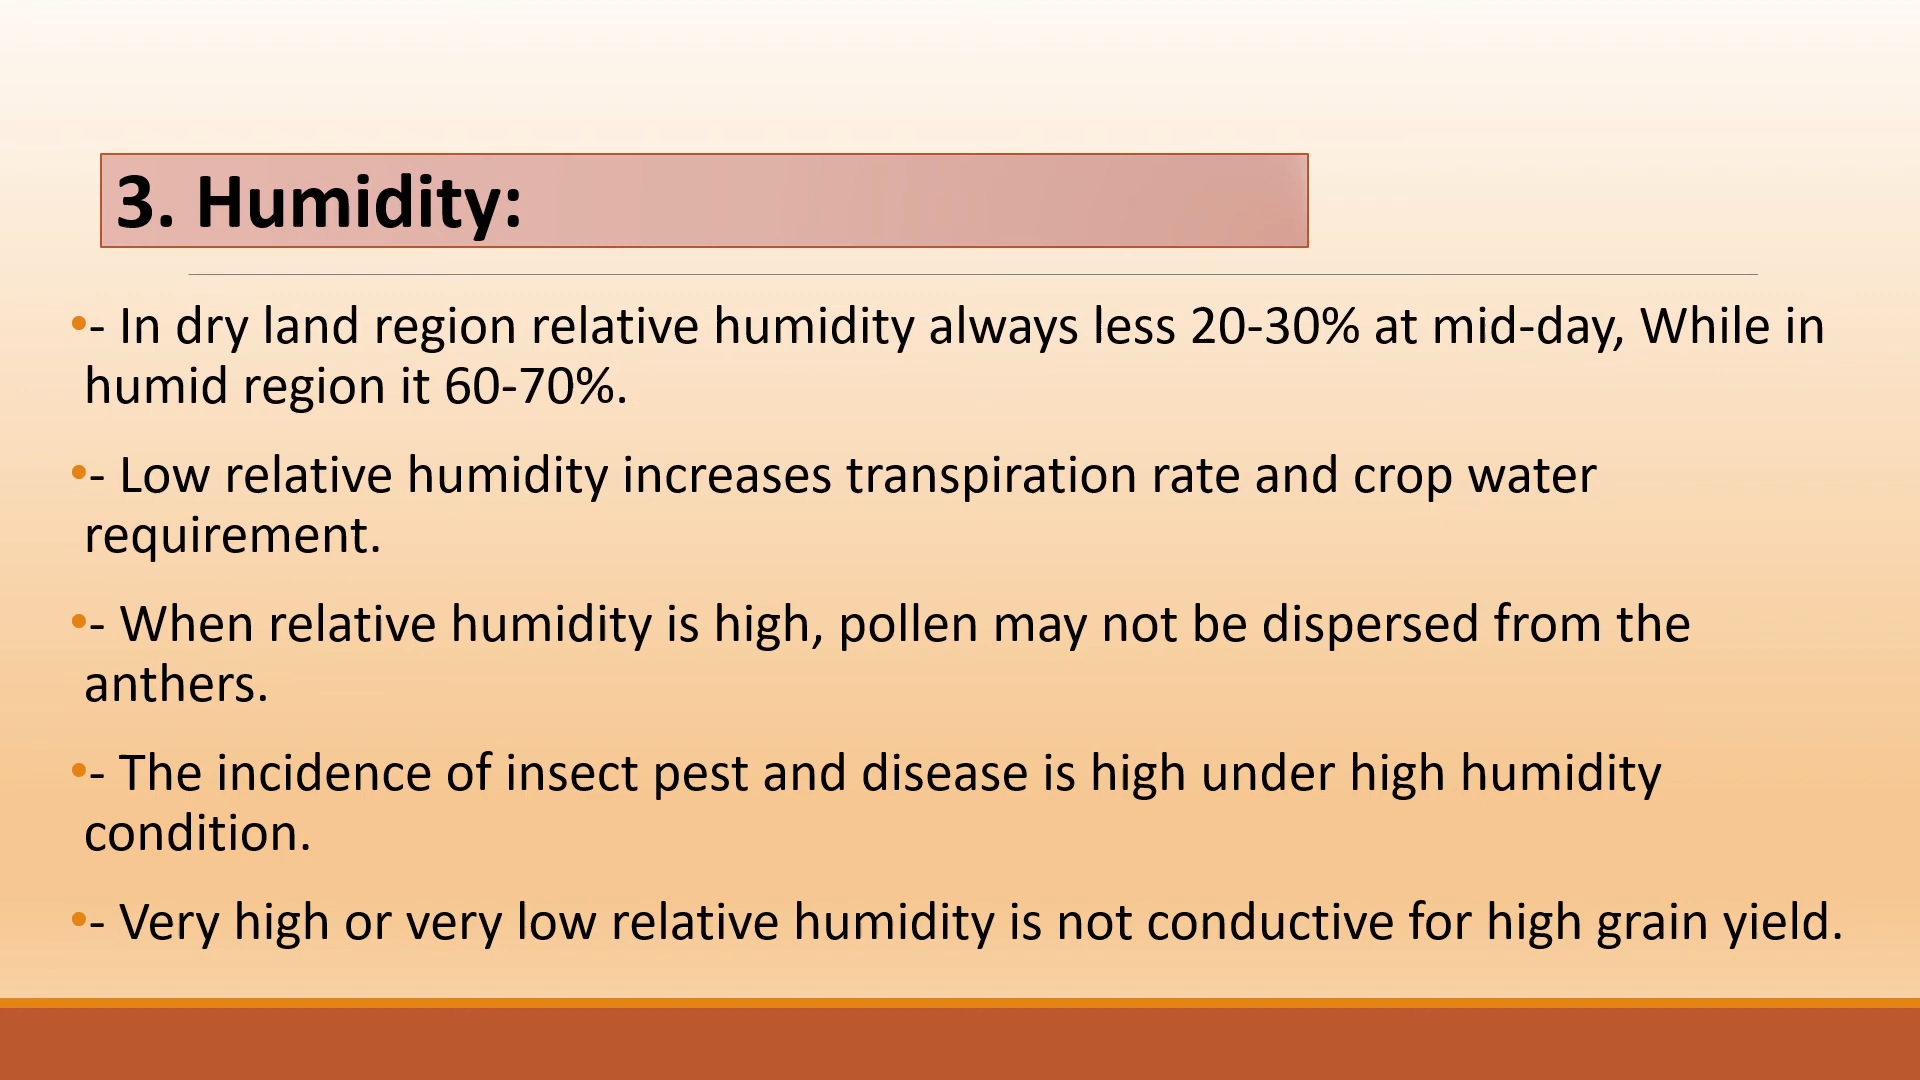 3. Humidity:
•- In dry land region relative humidity always less 20-30% at mid-day, While in
humid region it 60-70%.
•- Low relative humidity increases transpiration rate and crop water
requirement.
•- When relative humidity is high, pollen may not be dispersed from the
anthers.
•- The incidence of insect pest and disease is high under high humidity
condition.
•- Very high or very low relative humidity is not conductive for high grain yield.